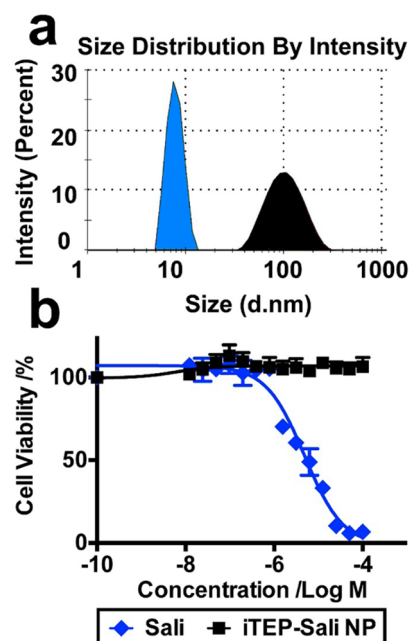 a
Size Distribution By Intensity
Intensity (Percent)
30
20
10
0
1 10 100 1000
Size (d.nm)
b
Cell Viability /%
100
50
0
-10 -8 -6 -4
Concentration /Log M
Sali iTEP-Sali NP